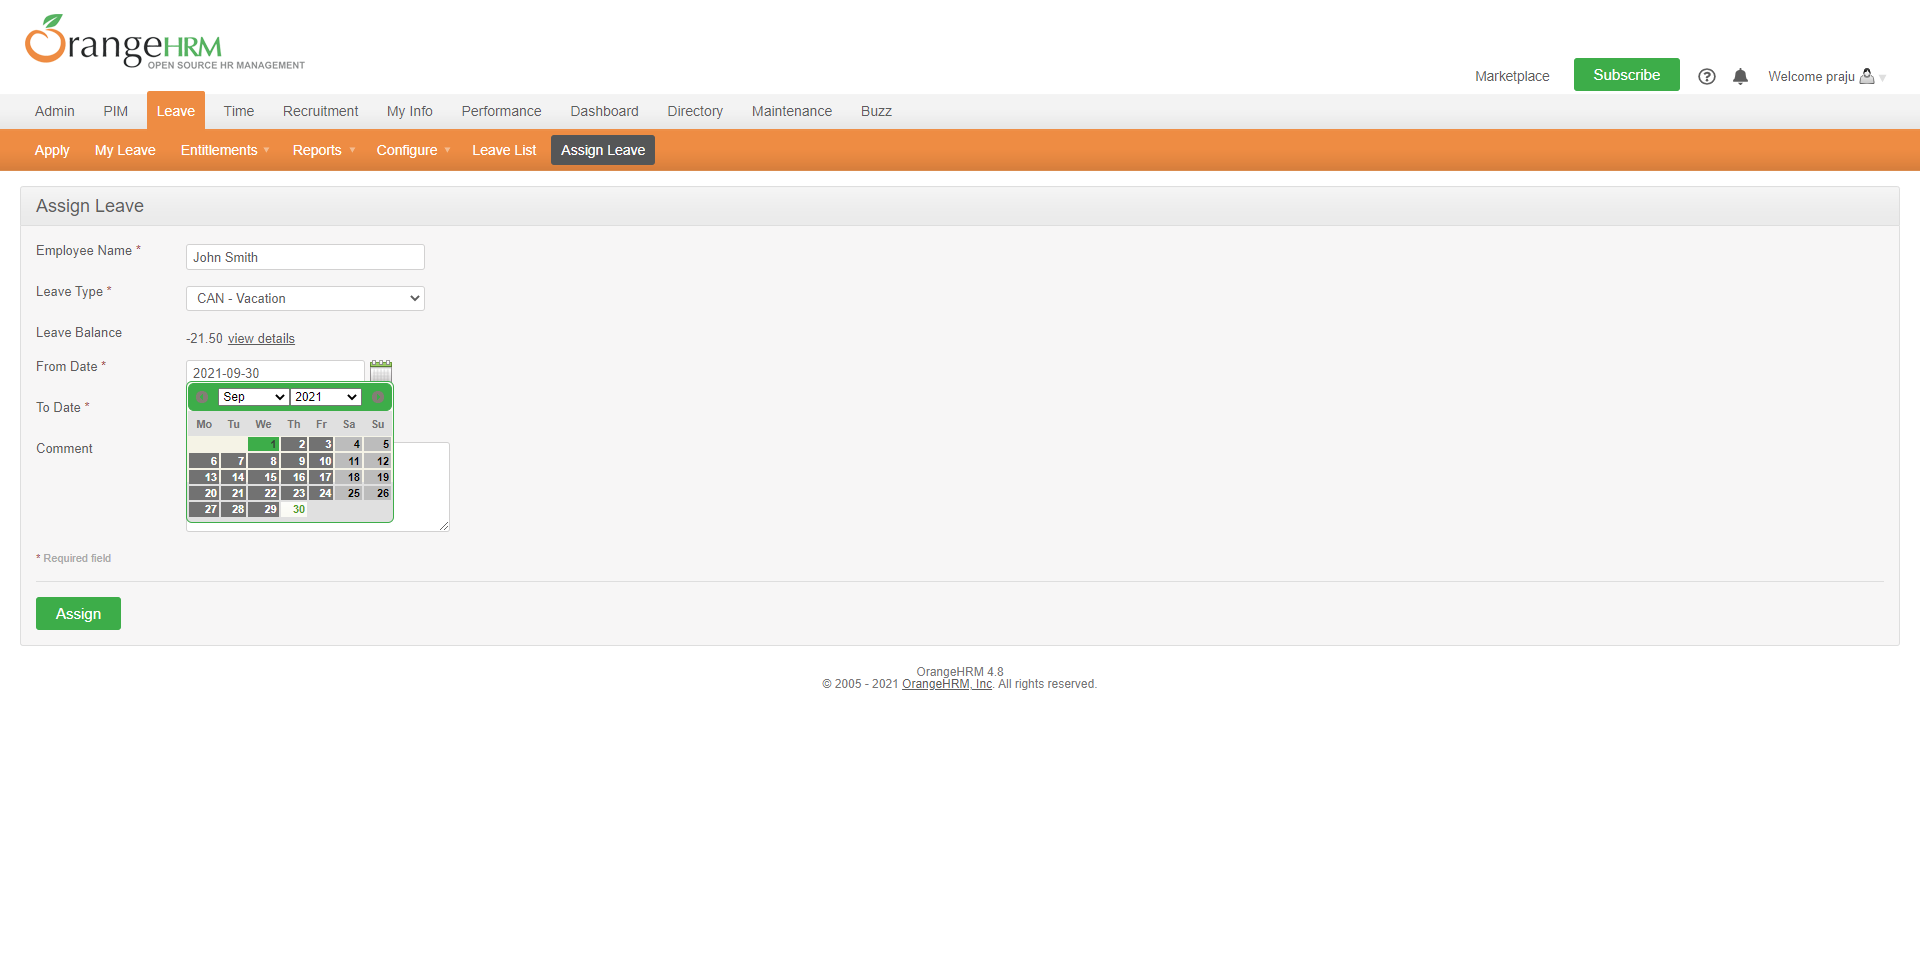 OrangeHRM
OPEN SOURCE HR MANAGEMENT
Marketplace Subscribe Welcome praju
Admin PIM Leave Time Recruitment My Info Performance Dashboard Directory Maintenance Buzz
Apply My Leave Entitlements Reports Configure Leave List Assign Leave
Assign Leave
Employee Name * John Smith
Leave Type * CAN - Vacation
Leave Balance -21.50 view details
From Date * 2021-09-30
Sep 2021
To Date *
Mo Tu We Th Fr Sa Su
1 2 3 4 5
Comment
6 7 8 9 10 11 12
13 14 15 16 17 18 19
20 21 22 23 24 25 26
27 28 29 30
* Required field
Assign
OrangeHRM 4.8
© 2005 - 2021 OrangeHRM, Inc. All rights reserved.